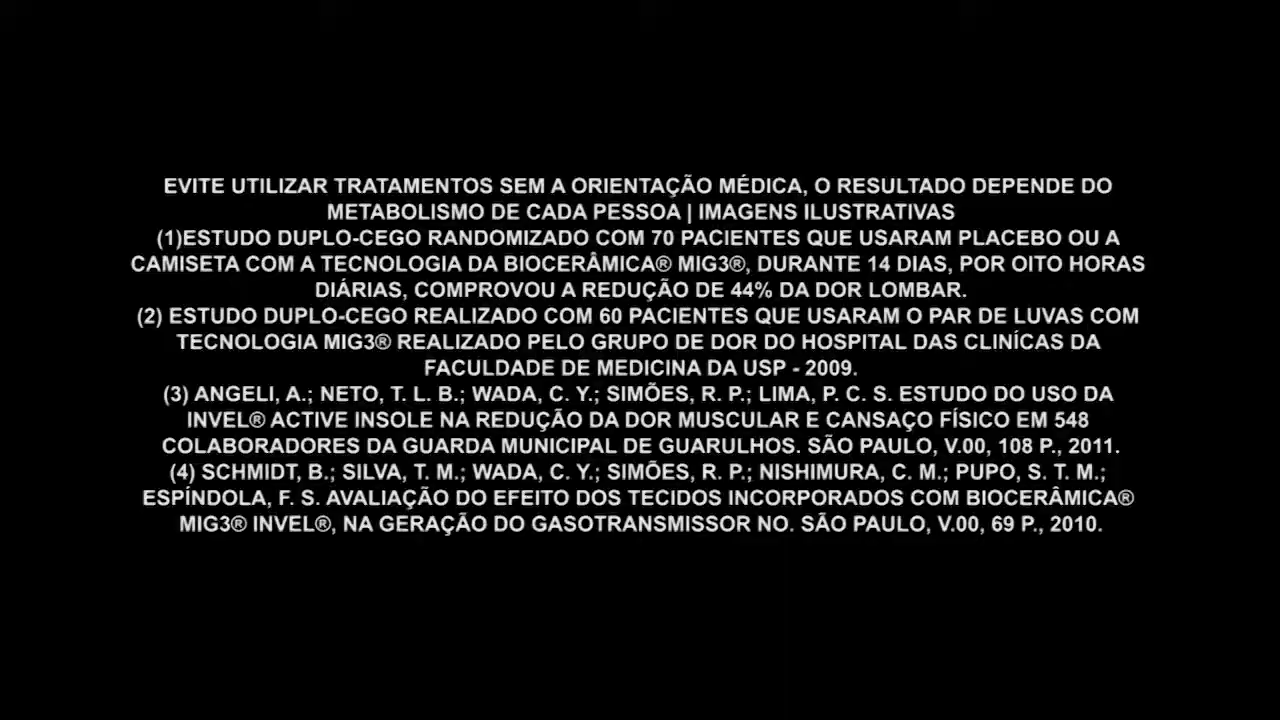 EVITE UTILIZAR TRATAMENTOS SEM A ORIENTAÇÃO MÉDICA, O RESULTADO DEPENDE DO
METABOLISMO DE CADA PESSOA | IMAGENS ILUSTRATIVAS
(1)ESTUDO DUPLO-CEGO RANDOMIZADO COM 70 PACIENTES QUE USARAM PLACEBO OU A
CAMISETA COM A TECNOLOGIA DA BIOCERÂMICA® MIG3®, DURANTE 14 DIAS, POR OITO HORAS
DIÁRIAS, COMPROVOU A REDUÇÃO DE 44% DA DOR LOMBAR.
(2) ESTUDO DUPLO-CEGO REALIZADO COM 60 PACIENTES QUE USARAM O PAR DE LUVAS COM
TECNOLOGIA MIG3® REALIZADO PELO GRUPO DE DOR DO HOSPITAL DAS CLINÍCAS DA
FACULDADE DE MEDICINA DA USP - 2009.
(3) ANGELI, A.; NETO, T. L. B.; WADA, C. Y.; SIMÕES, R. P.; LIMA, P. C. S. ESTUDO DO USO DA
INVEL® ACTIVE INSOLE NA REDUÇÃO DA DOR MUSCULAR E CANSAÇO FÍSICO EM 548
COLABORADORES DA GUARDA MUNICIPAL DE GUARULHOS. SÃO PAULO, V.00, 108 P., 2011.
(4) SCHMIDT, B.; SILVA, T. M.; WADA, C. Y.; SIMÕES, R. P.; NISHIMURA, C. M.; PUPO, S. T. M.;
ESPÍNDOLA, F. S. AVALIAÇÃO DO EFEITO DOS TECIDOS INCORPORADOS COM BIOCERÂMICA®
MIG3® INVEL®, NA GERAÇÃO DO GASOTRANSMISSOR NO. SÃO PAULO, V.00, 69 P., 2010.